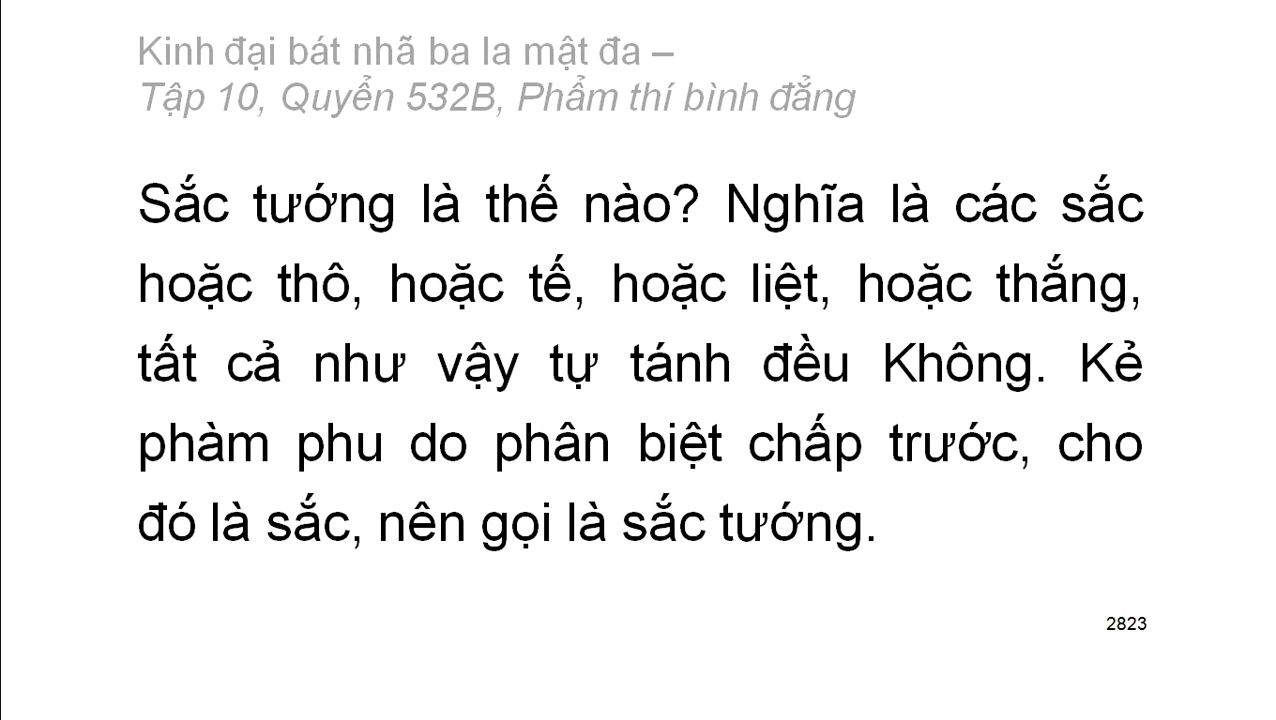 Kinh đại bát nhã ba la mật đa –
Tập 10, Quyển 532B, Phẩm thí bình đẳng
Sắc tướng là thế nào? Nghĩa là các sắc
hoặc thô, hoặc tế, hoặc liệt, hoặc thắng,
tất cả như vậy tự tánh đều Không. Kẻ
phàm phu do phân biệt chấp trước, cho
đó là sắc, nên gọi là sắc tướng.
2823